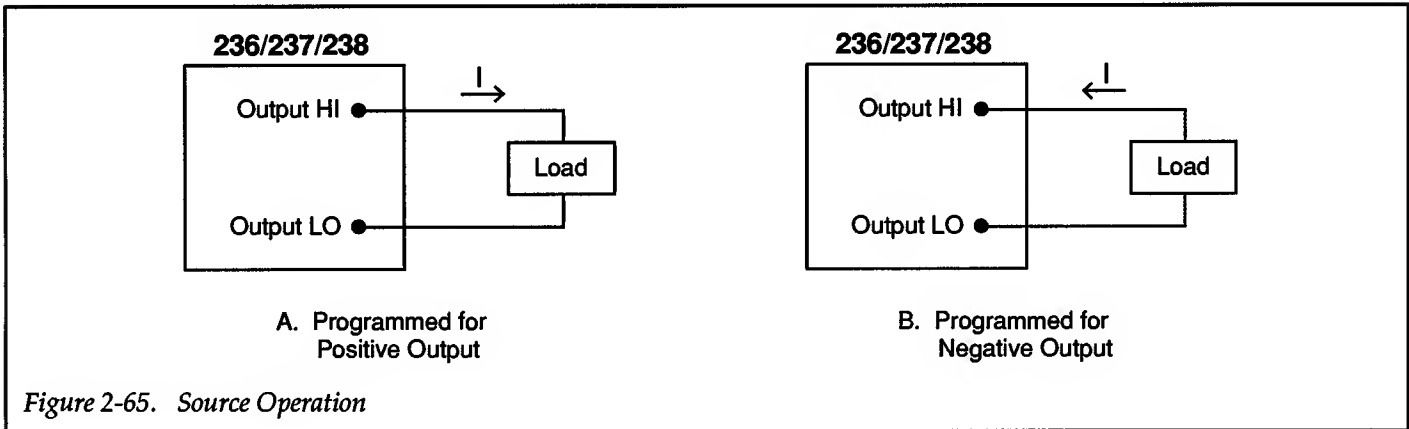 236/237/238
I
Output HI
Load
Output LO
A. Programmed for
Positive Output
236/237/238
I
Output HI
Load
Output LO
B. Programmed for
Negative Output
Figure 2-65. Source Operation